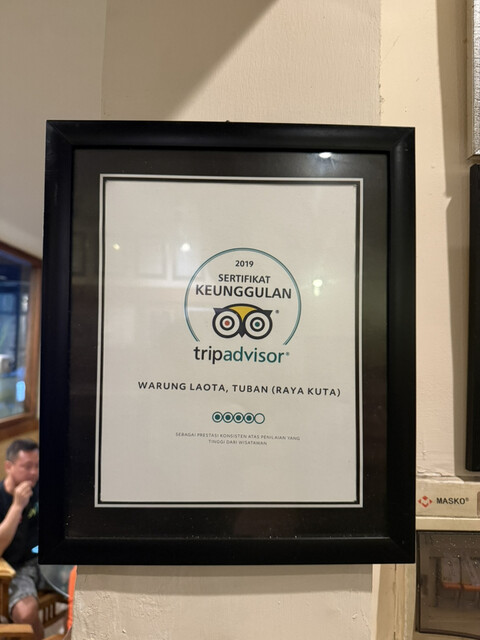 2019
SERTIFIKAT
KEUNGGULAN
tripadvisor®
WARUNG LAOTA, TUBAN (RAYA KUTA)
SEBAGAI PRESTASI KONSISTEN ATAS PENILAIAN YANG
TINGGI DARI WISATAWAN
MASKO